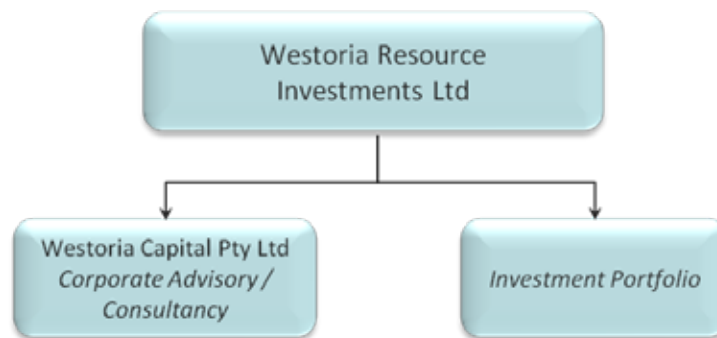 Westoria Resource
Investments Ltd
Westoria Capital Pty Ltd
Corporate Advisory /
Consultancy
Investment Portfolio